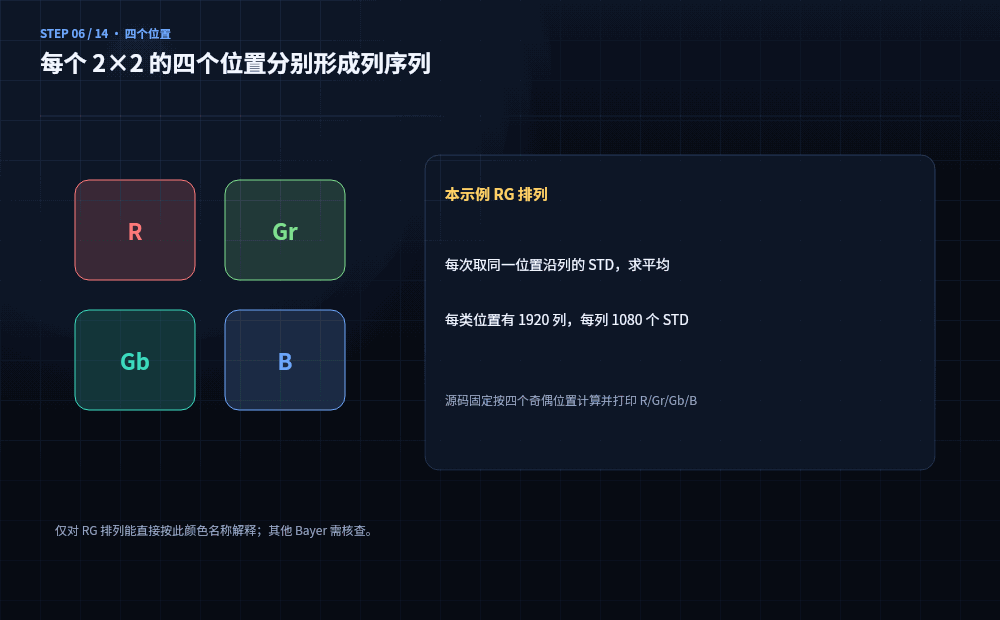 STEP 06 / 14 · 四个位置
每个 2×2 的四个位置分别形成列序列
R
Gr
Gb
B
本示例 RG 排列
每次取同一位置沿列的 STD，求平均
每类位置有 1920 列，每列 1080 个 STD
源码固定按四个奇偶位置计算并打印 R/Gr/Gb/B
仅对 RG 排列能直接按此颜色名称解释；其他 Bayer 需核查。